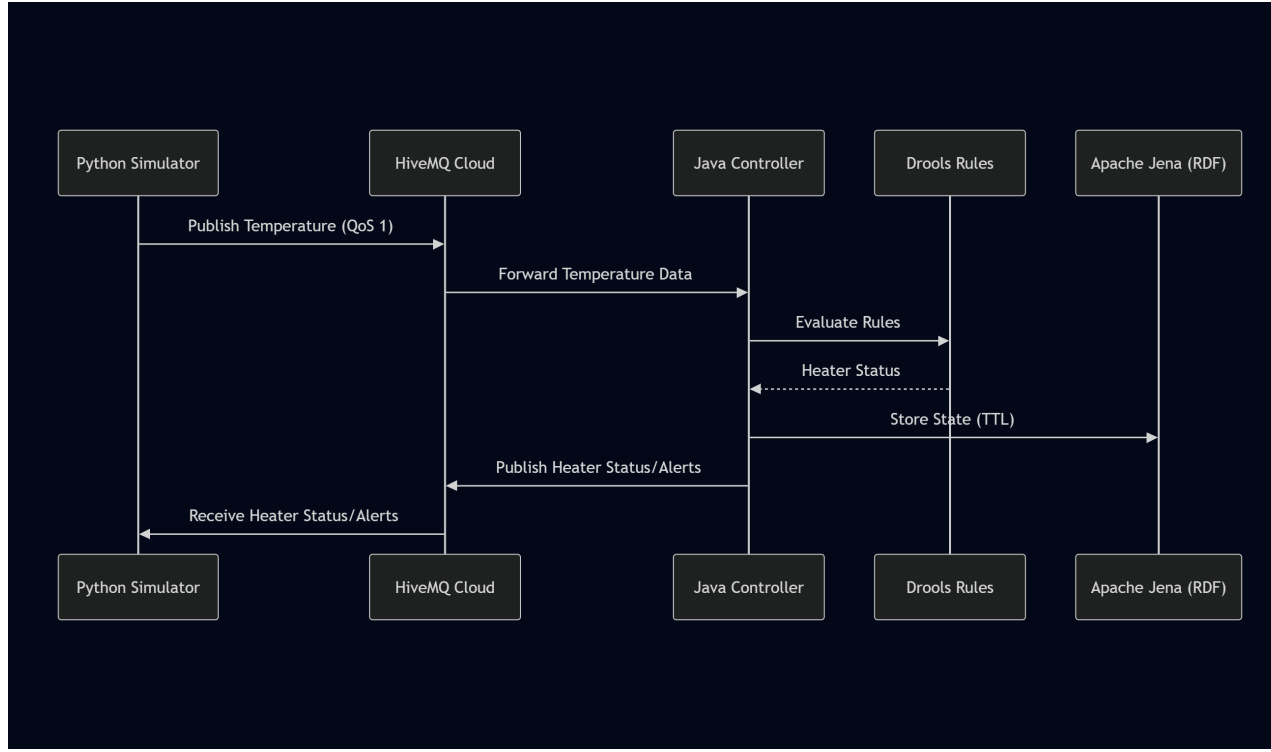 Python Simulator
HiveMQ Cloud
Java Controller
Drools Rules
Apache Jena (RDF)
Publish Temperature (QoS 1)
Forward Temperature Data
Evaluate Rules
Heater Status
Store State (TTL)
Publish Heater Status/Alerts
Receive Heater Status/Alerts
Python Simulator
HiveMQ Cloud
Java Controller
Drools Rules
Apache Jena (RDF)